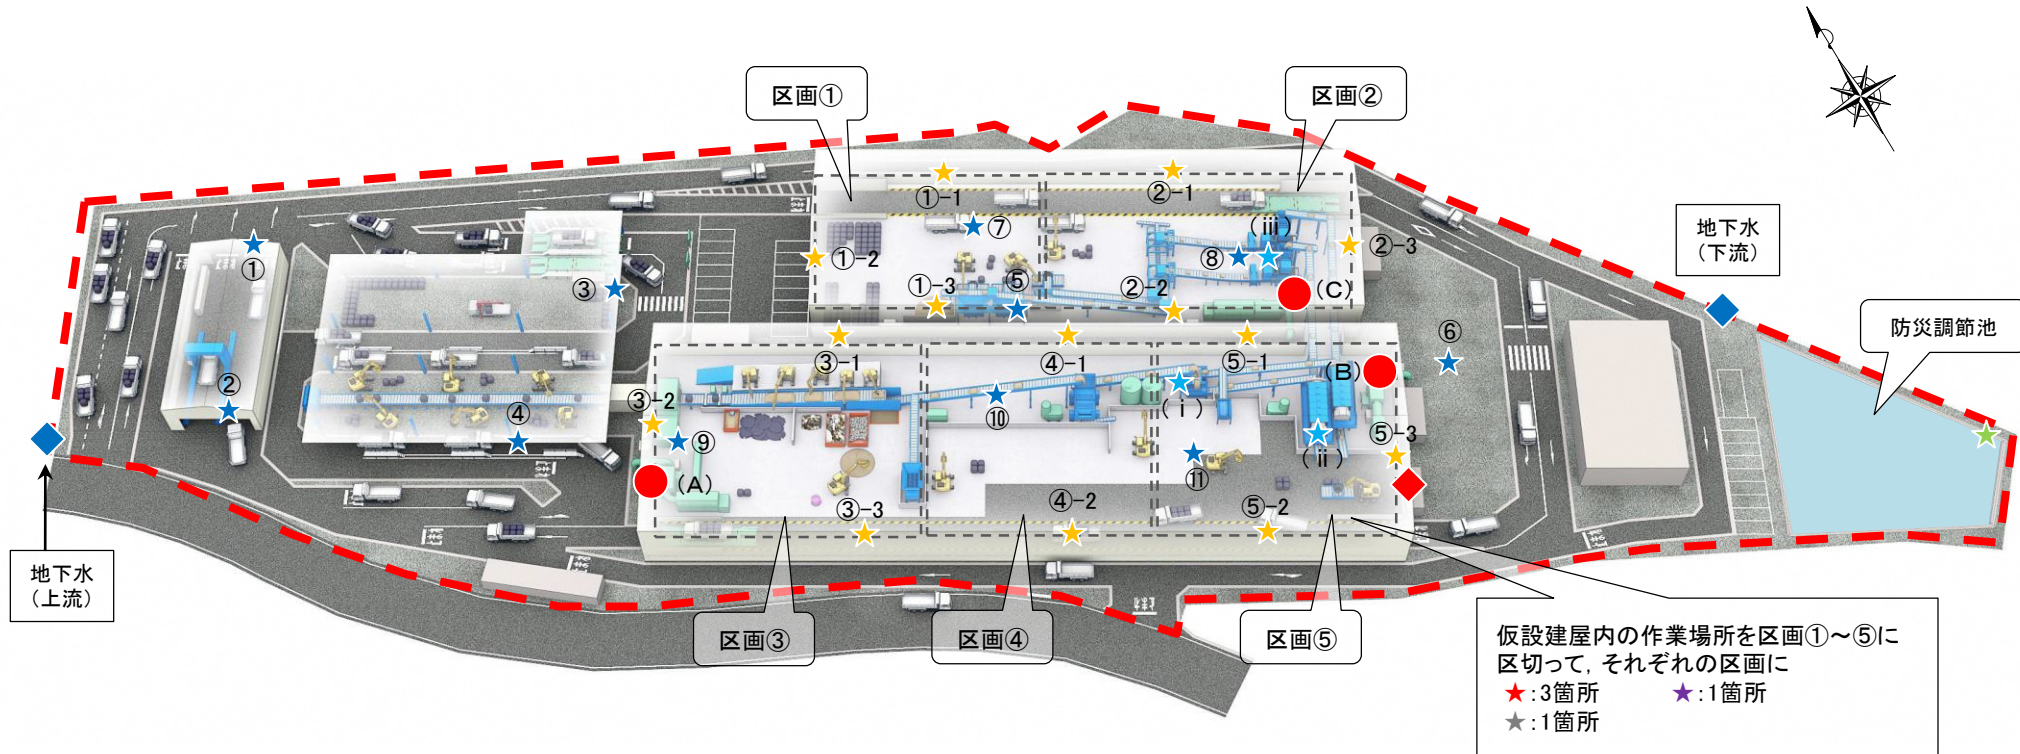 区画①
区画②
①-1
②-1
①
⑦
(ⅲ)
地下水
(下流)
①-2
⑧
②-3
③
①-3
⑤
②-2
(C)
防災調節池
③-1
④-1
⑤-1
⑥
(B)
②
③-2
⑩
(ⅰ)
④
⑨
⑤-3
(ⅱ)
(A)
⑪
③-3
④-2
⑤-2
地下水
(上流)
区画③
区画④
区画⑤
仮設建屋内の作業場所を区画①~⑤に
区切って,それぞれの区画に
★:3箇所 ★:1箇所
★:1箇所